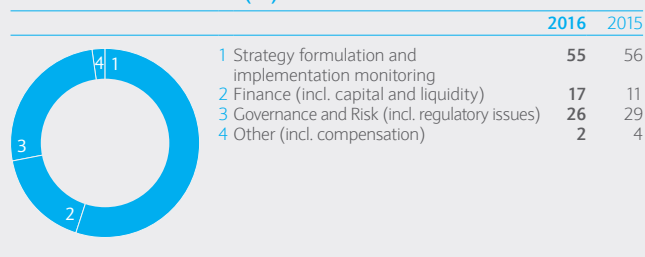 2016 2015
1 Strategy formulation and
implementation monitoring 55 56
2 Finance (incl. capital and liquidity) 17 11
3 Governance and Risk (incl. regulatory issues) 26 29
4 Other (incl. compensation) 2 4
4 1
3
2